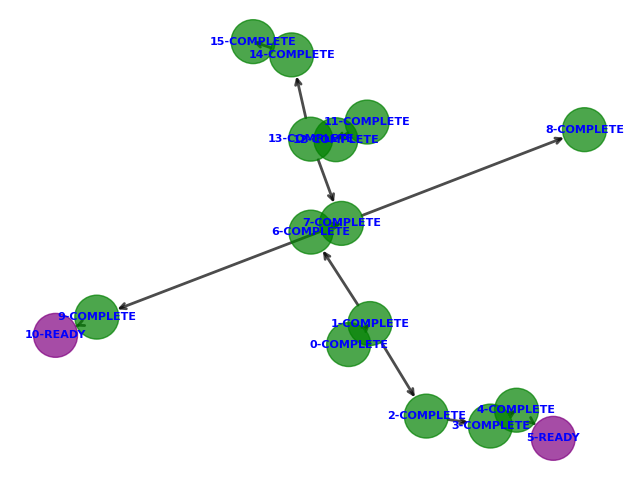 15-COMPLETE
14-COMPLETE
11-COMPLETE
8-COMPLETE
13-COMPLETE
12-COMPLETE
7-COMPLETE
6-COMPLETE
9-COMPLETE
1-COMPLETE
10-READY
0-COMPLETE
4-COMPLETE
2-COMPLETE
3-COMPLETE
5-READY